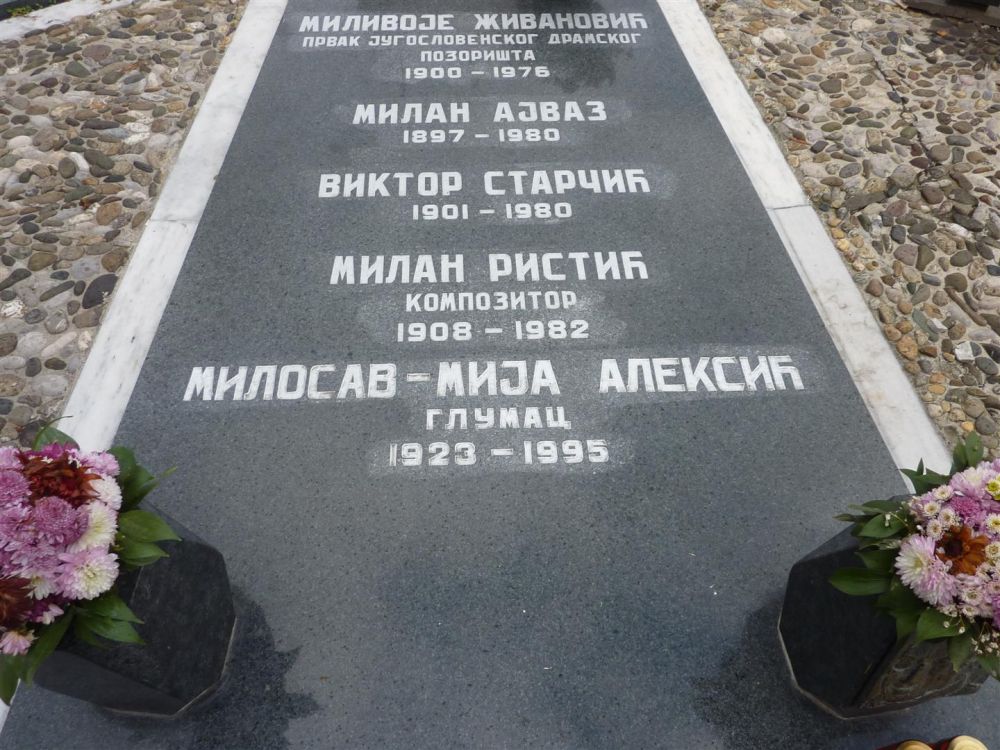 МИЛИВОЈЕ ЖИВАНОВИЋ
ПРВАК ЈУГОСЛОВЕНСКОГ ДРАМСКОГ
ПОЗОРИШТА
1900 – 1976
МИЛАН АЈВАЗ
1897 – 1980
ВИКТОР СТАРЧИЋ
1901 – 1980
МИЛАН РИСТИЋ
КОМПОЗИТОР
1908 – 1982
МИЛОСАВ – МИЈА АЛЕКСИЋ
ГЛУМАЦ
1923 – 1995